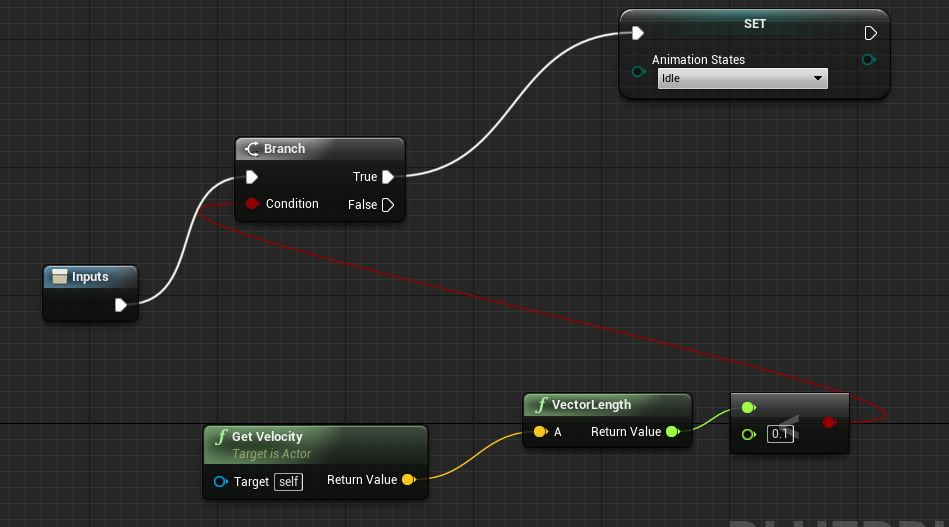 SET
Animation States
Idle
Branch
True
Condition
False
Inputs
f VectorLength
A Return Value
<
0.1
f Get Velocity
Target is Actor
Target self Return Value